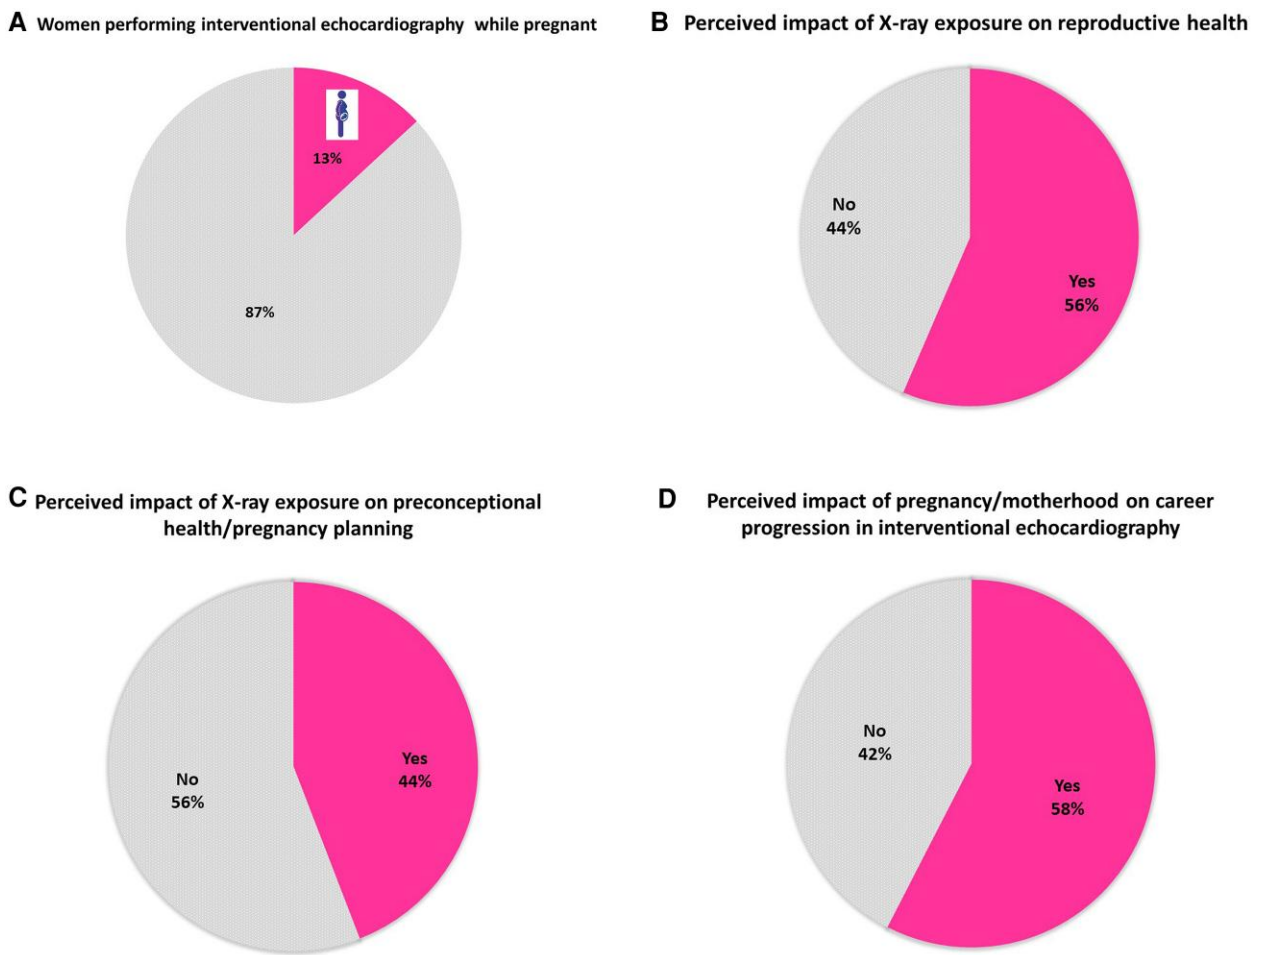 A Women performing interventional echocardiography while pregnant
13%
87%
B Perceived impact of X-ray exposure on reproductive health
No
44%
Yes
56%
C Perceived impact of X-ray exposure on preconceptional
health/pregnancy planning
Yes
44%
No
56%
D Perceived impact of pregnancy/motherhood on career
progression in interventional echocardiography
No
42%
Yes
58%